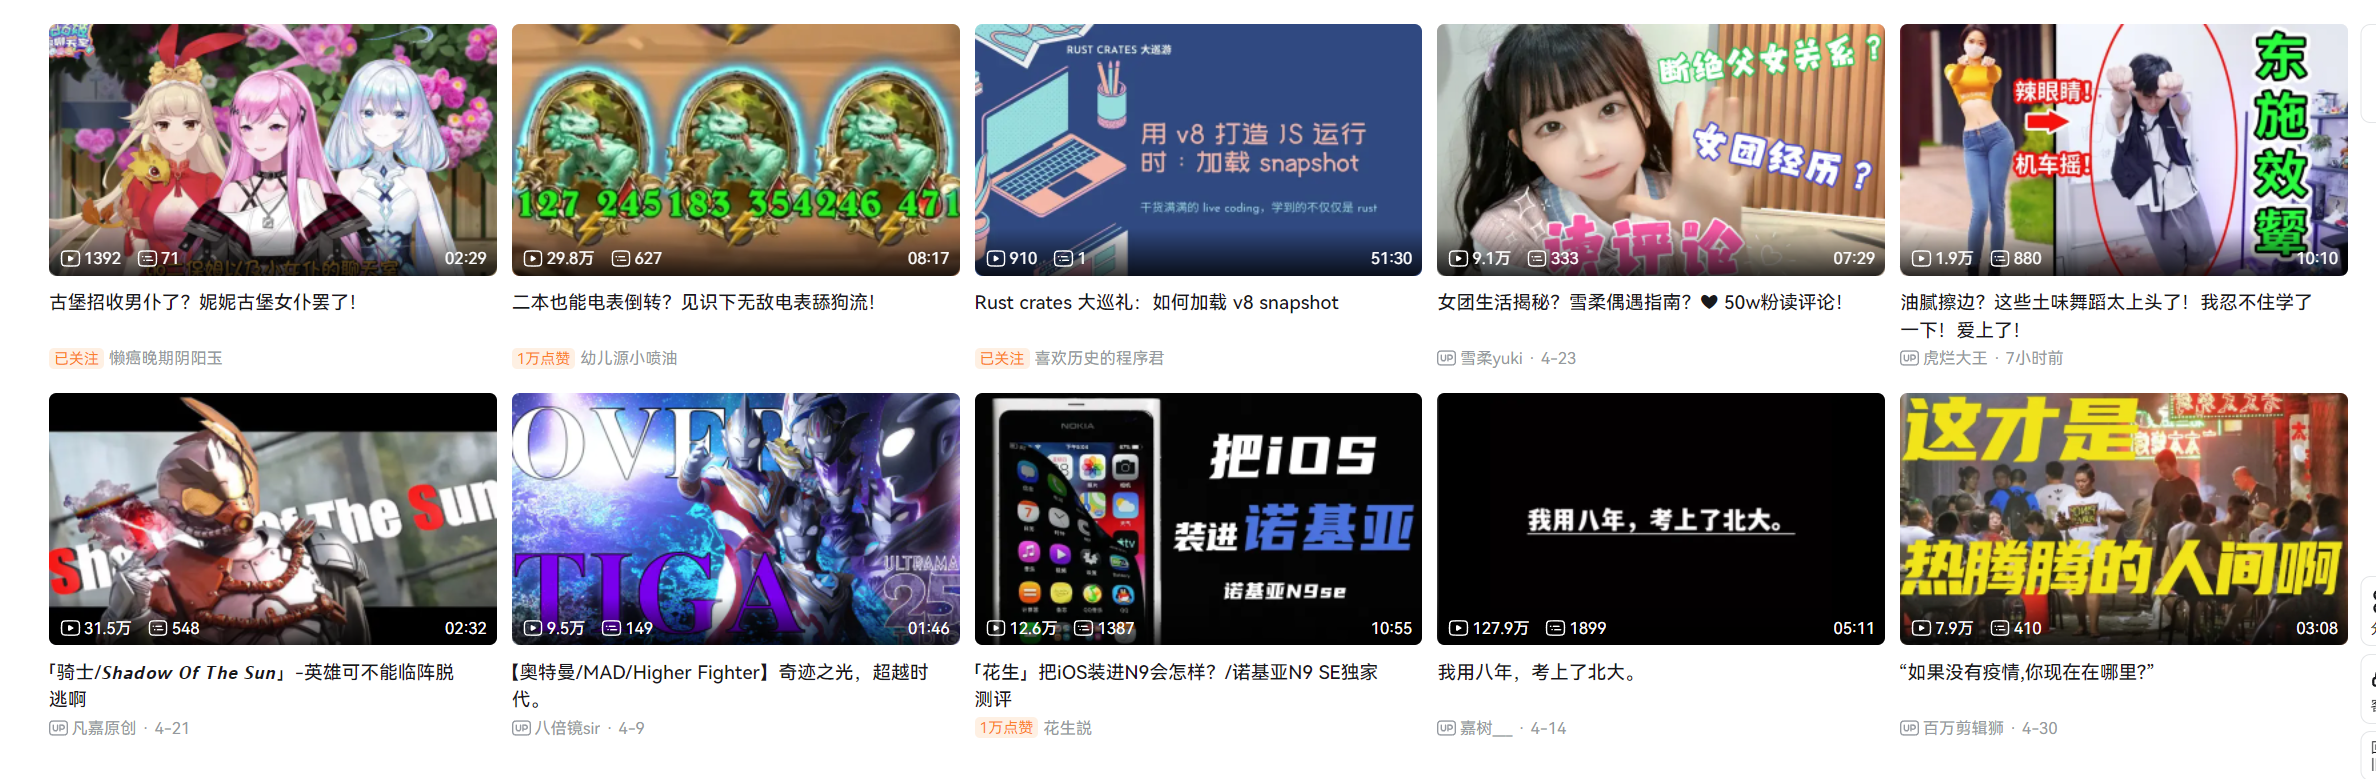 127 245 183 354 246 471
RUST CRATES 大巡游
用 v8 打造 JS 运行
时：加载 snapshot
干货满满的 live coding，学到的不仅仅是 rust
断绝父女关系？
女团经历？
读评论
辣眼睛！
机车摇！
东施效颦
1392 71 02:29
29.8万 627 08:17
910 1 51:30
9.1万 333 07:29
1.9万 880 10:10
古堡招收男仆了？妮妮古堡女仆罢了！
二本也能电表倒转？见识下无敌电表舔狗流！
Rust crates 大巡礼：如何加载 v8 snapshot
女团生活揭秘？雪柔偶遇指南？♥ 50w粉读评论！
油腻擦边？这些土味舞蹈太上头了！我忍不住学了
一下！爱上了！
已关注 懒癌晚期阴阳玉
1万点赞 幼儿源小喷油
已关注 喜欢历史的程序君
UP 雪柔yuki · 4-23
UP 虎烂大王 · 7小时前
Of The Sun
OVER
TIGA
ULTRAMAN
25
NOKIA
把iOS
装进诺基亚
诺基亚N9se
我用八年，考上了北大。
这才是
热腾腾的人间啊
31.5万 548 02:32
9.5万 149 01:46
12.6万 1387 10:55
127.9万 1899 05:11
7.9万 410 03:08
「骑士/Shadow Of The Sun」-英雄可不能临阵脱
逃啊
【奥特曼/MAD/Higher Fighter】奇迹之光，超越时
代。
「花生」把iOS装进N9会怎样？/诺基亚N9 SE独家
测评
我用八年，考上了北大。
“如果没有疫情,你现在在哪里?”
UP 凡嘉原创 · 4-21
UP 八倍镜sir · 4-9
1万点赞 花生説
UP 嘉树__ · 4-14
UP 百万剪辑狮 · 4-30